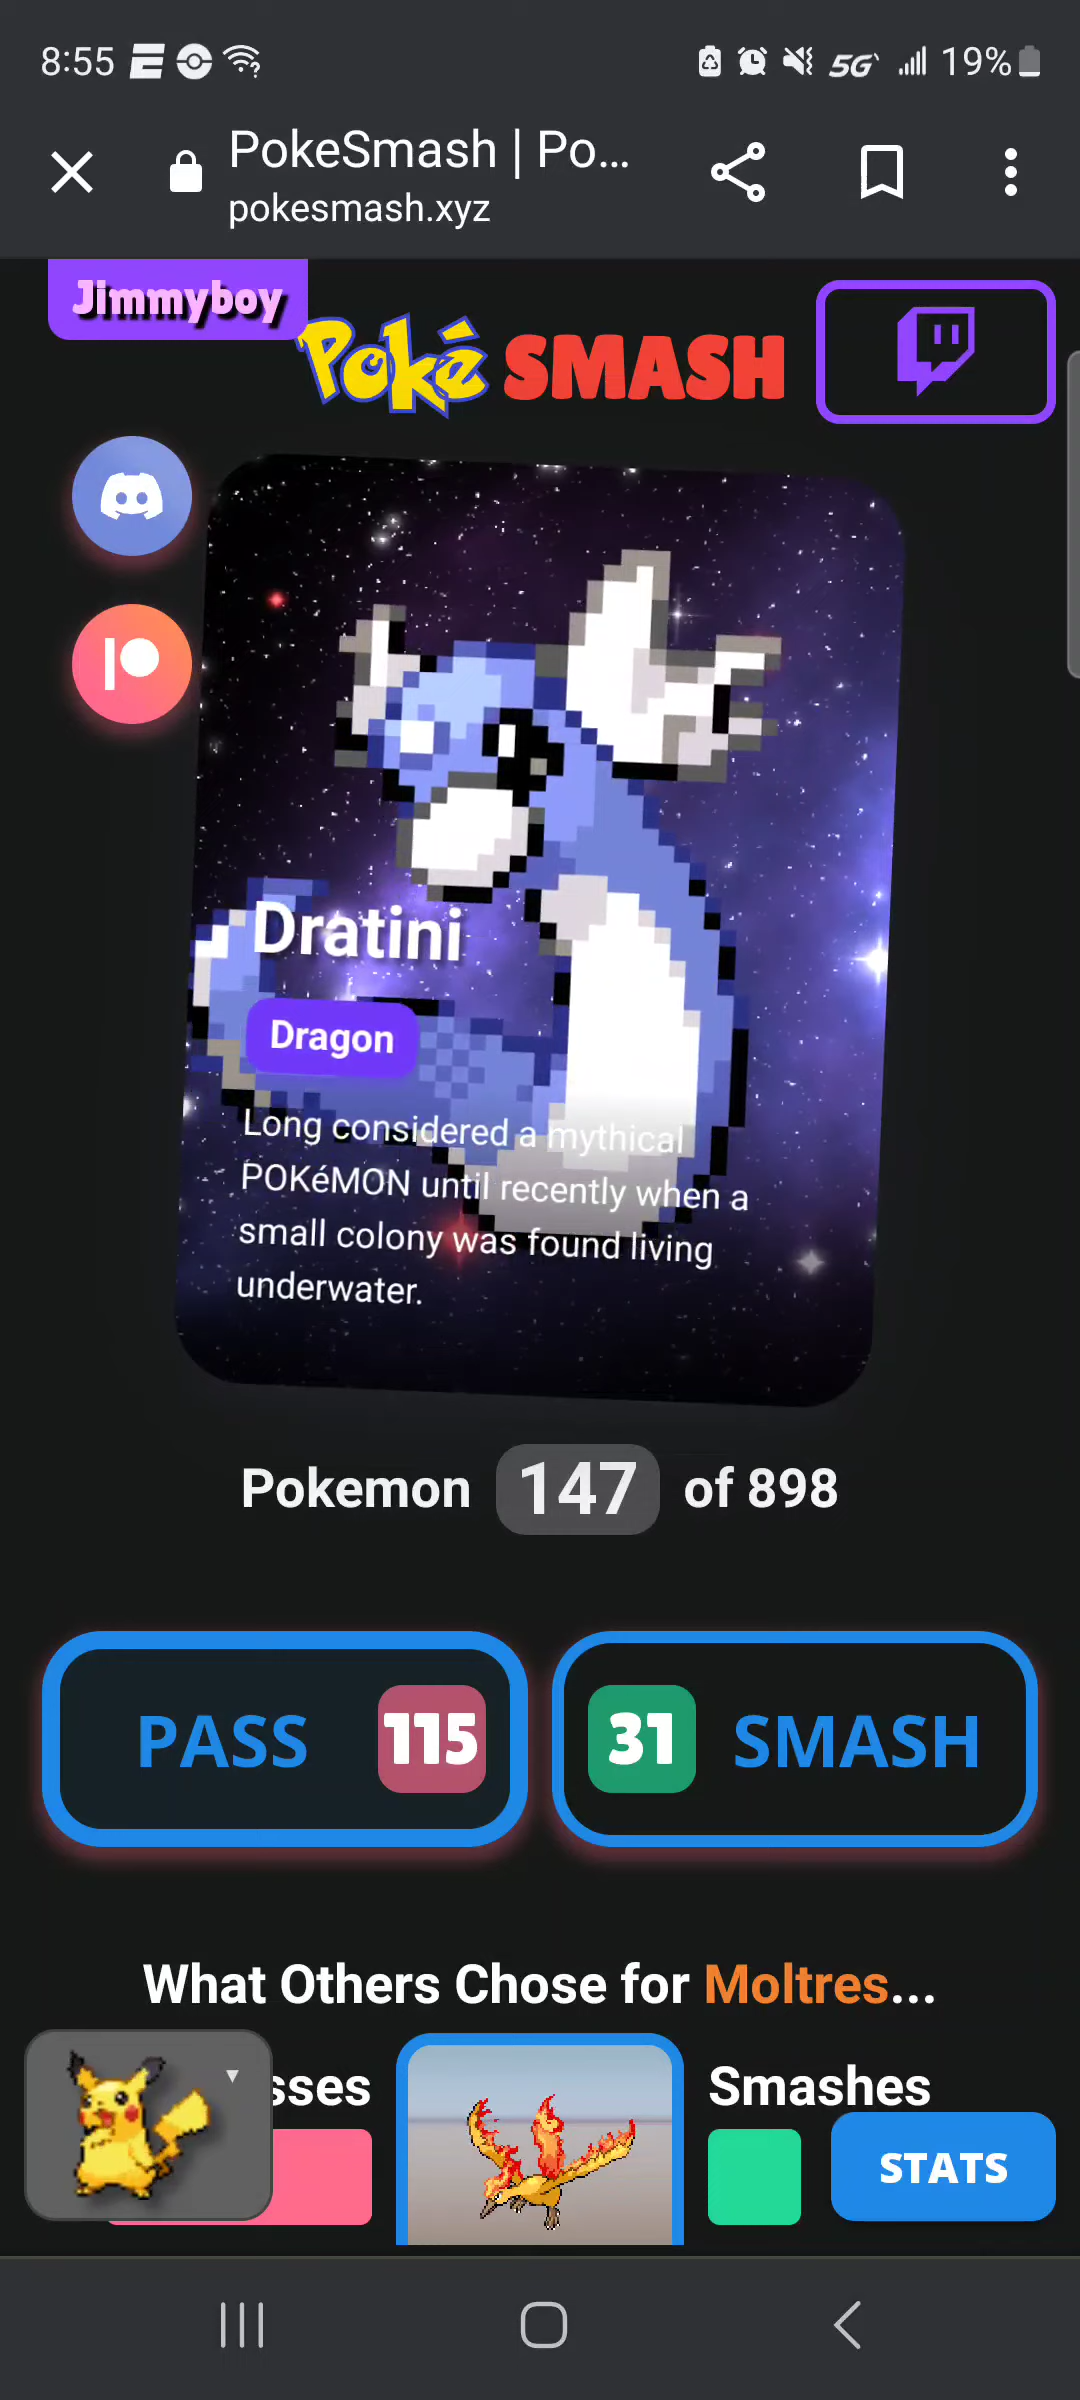 8:55
5G
19%
PokeSmash | Po...
pokesmash.xyz
Jimmyboy
Poké SMASH
Dratini
Dragon
Long considered a mythical
POKéMON until recently when a
small colony was found living
underwater.
Pokemon 147 of 898
PASS 115
31 SMASH
What Others Chose for Moltres...
sses
Smashes
STATS